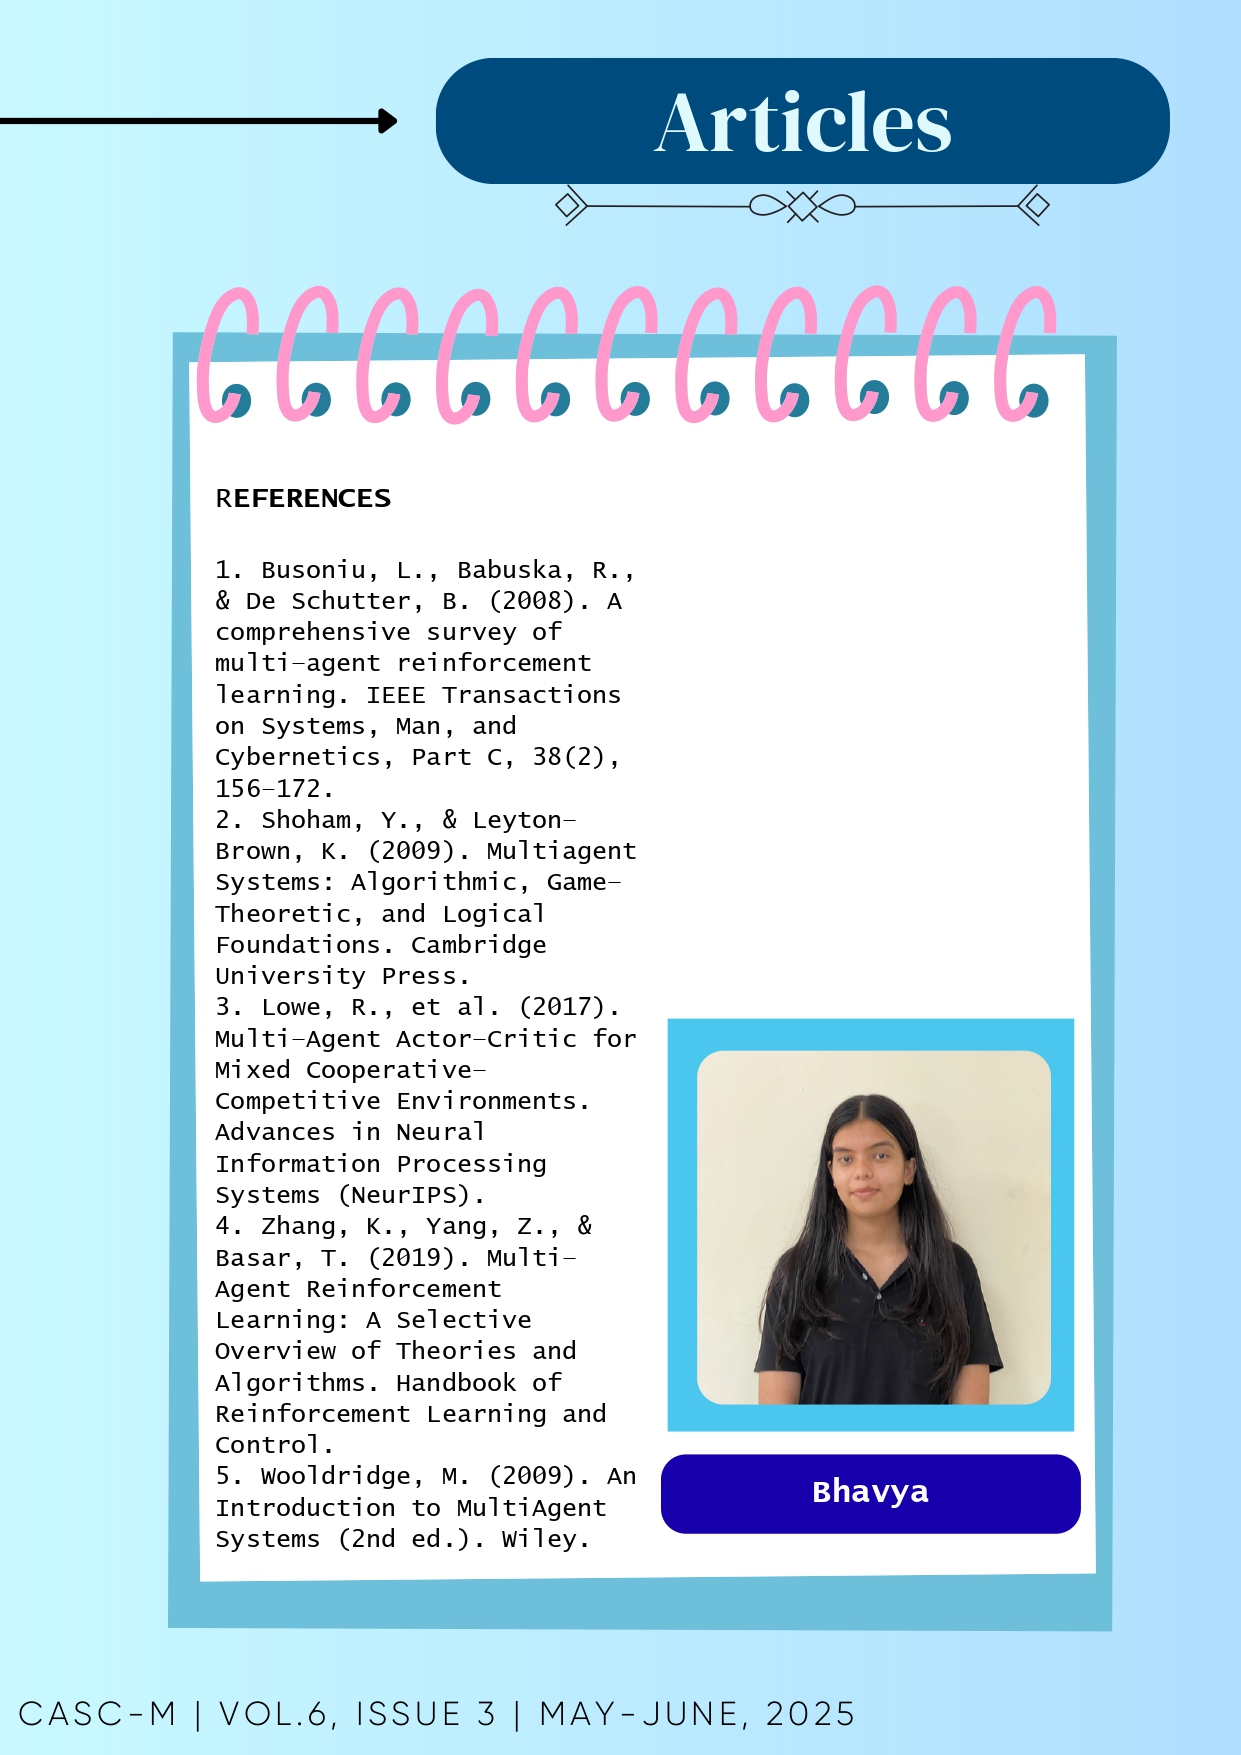 Articles
REFERENCES
1. Busoniu, L., Babuska, R.,
& De Schutter, B. (2008). A
comprehensive survey of
multi-agent reinforcement
learning. IEEE Transactions
on Systems, Man, and
Cybernetics, Part C, 38(2),
156-172.
2. Shoham, Y., & Leyton-
Brown, K. (2009). Multiagent
Systems: Algorithmic, Game-
Theoretic, and Logical
Foundations. Cambridge
University Press.
3. Lowe, R., et al. (2017).
Multi-Agent Actor-Critic for
Mixed Cooperative-
Competitive Environments.
Advances in Neural
Information Processing
Systems (NeurIPS).
4. Zhang, K., Yang, Z., &
Basar, T. (2019). Multi-
Agent Reinforcement
Learning: A Selective
Overview of Theories and
Algorithms. Handbook of
Reinforcement Learning and
Control.
5. Wooldridge, M. (2009). An
Introduction to MultiAgent
Systems (2nd ed.). Wiley.
Bhavya
CASC-M | VOL.6, ISSUE 3 | MAY-JUNE, 2025